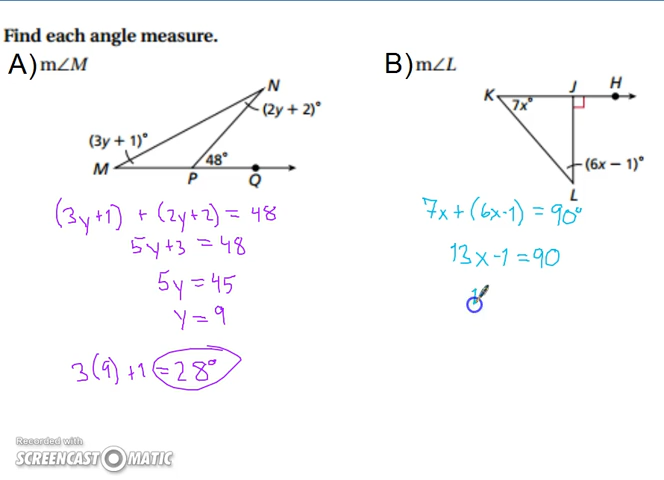 Find each angle measure.
A) m∠M
B) m∠L
N
(2y + 2)°
(3y + 1)°
48°
M
P
Q
K
J
H
7x°
(6x − 1)°
L
(3y+1) + (2y+2) = 48
5y+3 = 48
5y = 45
y = 9
3(9) +1 = 28°
7x + (6x-1) = 90°
13x -1 = 90
Recorded with
SCREENCAST-O-MATIC